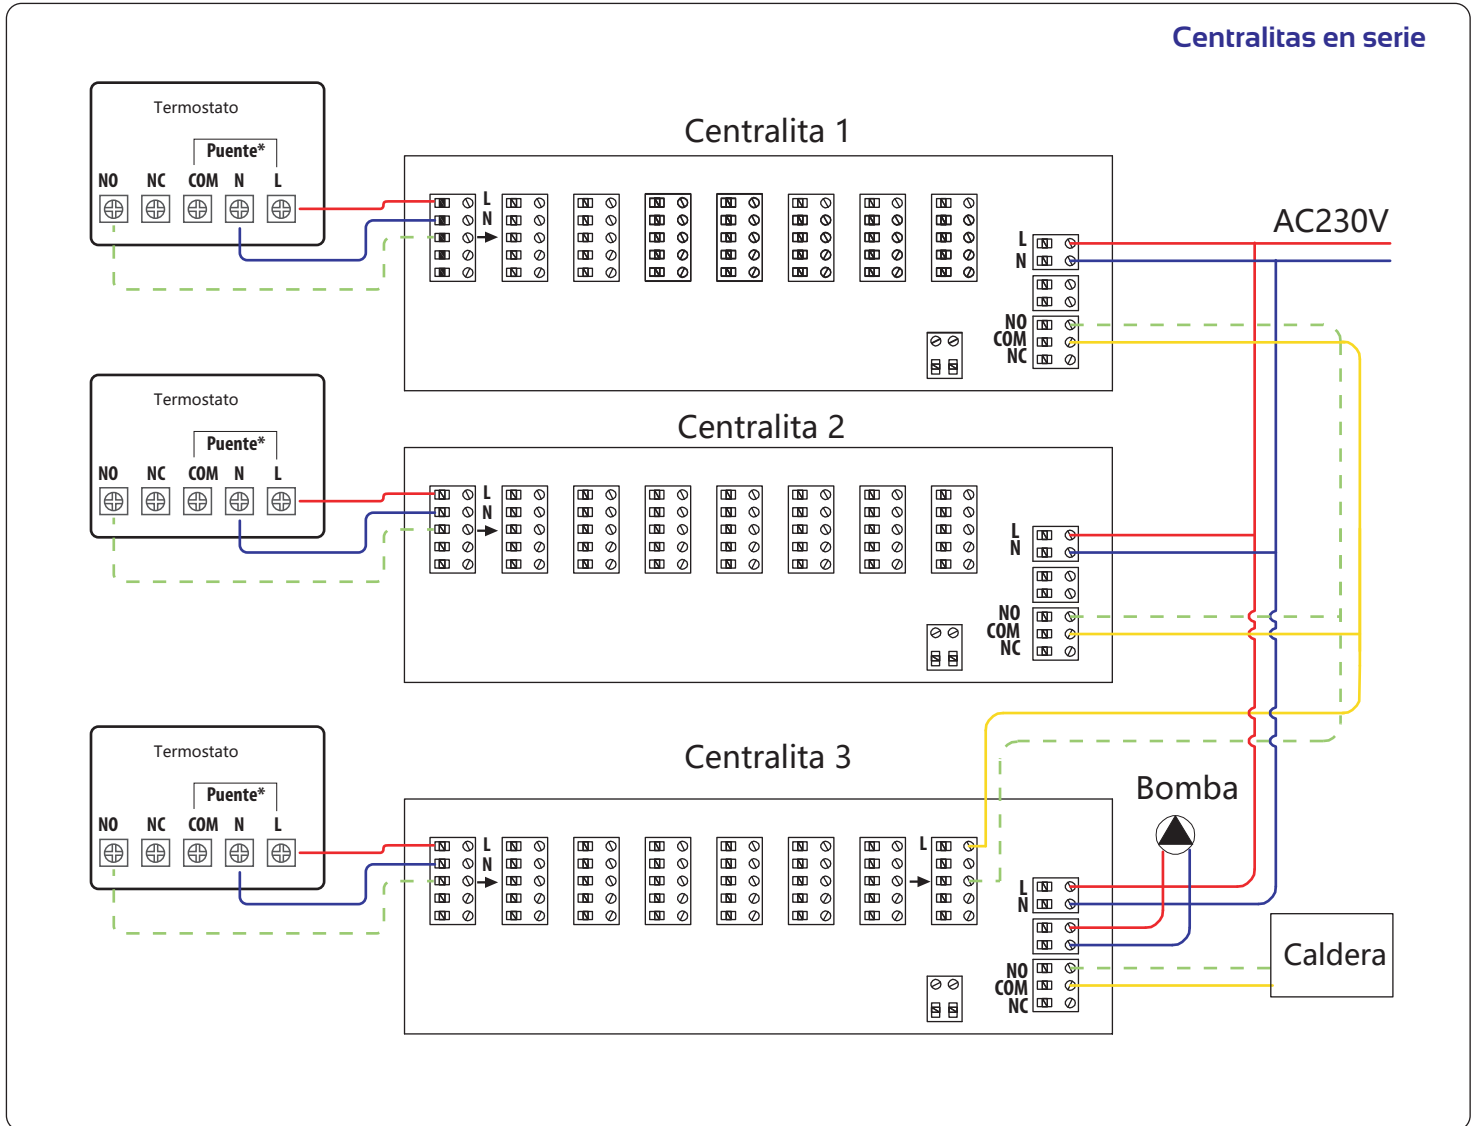 Centralitas en serie
Termostato
Puente*
NO NC COM N L
Centralita 1
L
N
AC230V
L
N
NO
COM
NC
Termostato
Puente*
NO NC COM N L
Centralita 2
L
N
L
N
NO
COM
NC
Termostato
Puente*
NO NC COM N L
Centralita 3
L
N
L
Bomba
L
N
NO
COM
NC
Caldera